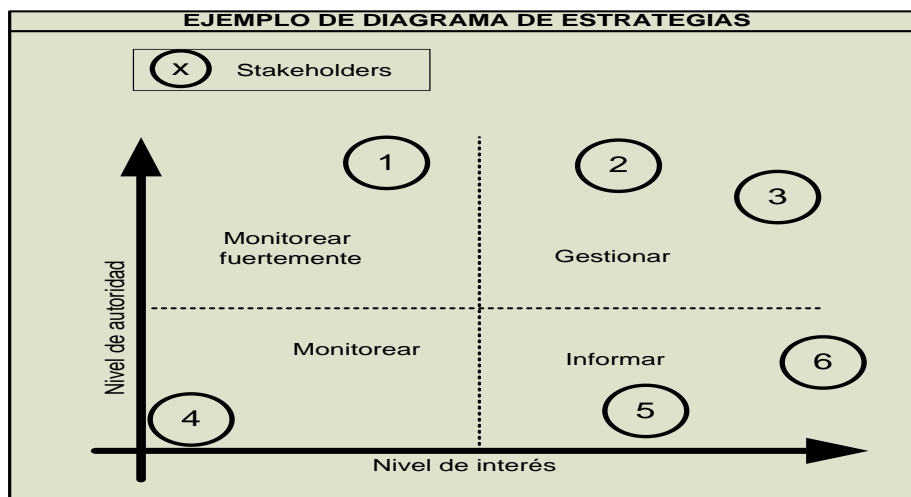 EJEMPLO DE DIAGRAMA DE ESTRATEGIAS
X Stakeholders
1
2
3
Monitorear
fuertemente
Gestionar
Nivel de autoridad
Monitorear
Informar
6
4
5
Nivel de interés